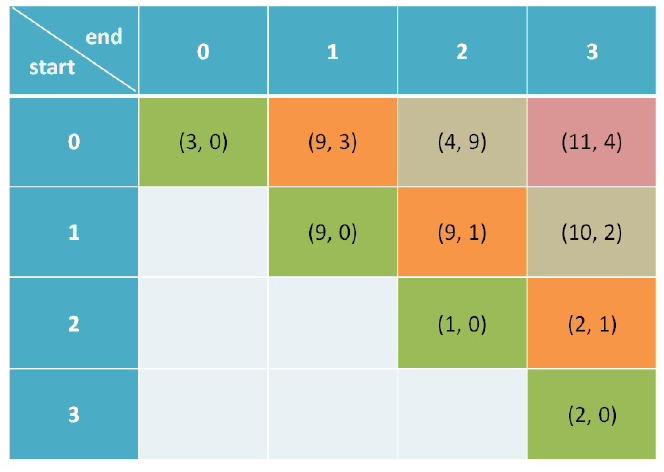 end
start
0 1 2 3
0 (3, 0) (9, 3) (4, 9) (11, 4)
1 (9, 0) (9, 1) (10, 2)
2 (1, 0) (2, 1)
3 (2, 0)